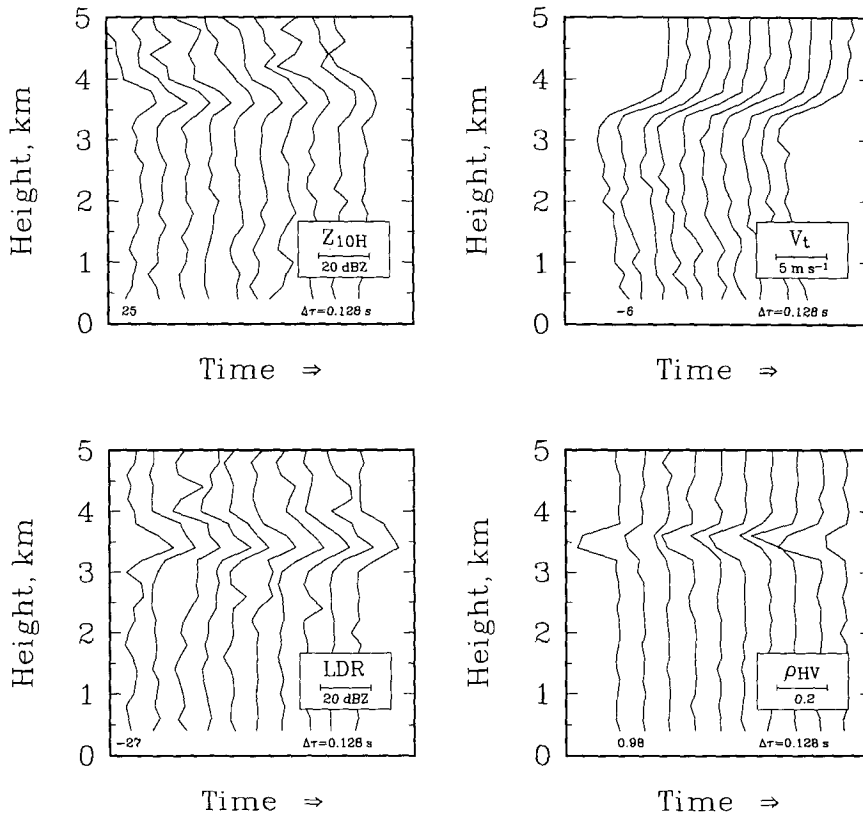 5
4
3
2
1
0
Height, km
Z10H
20 dBZ
25
Δτ=0.128 s
Time ⇒
5
4
3
2
1
0
Height, km
Vt
5 m s⁻¹
−6
Δτ=0.128 s
Time ⇒
5
4
3
2
1
0
Height, km
LDR
20 dBZ
−27
Δτ=0.128 s
Time ⇒
5
4
3
2
1
0
Height, km
ρHV
0.2
0.98
Δτ=0.128 s
Time ⇒